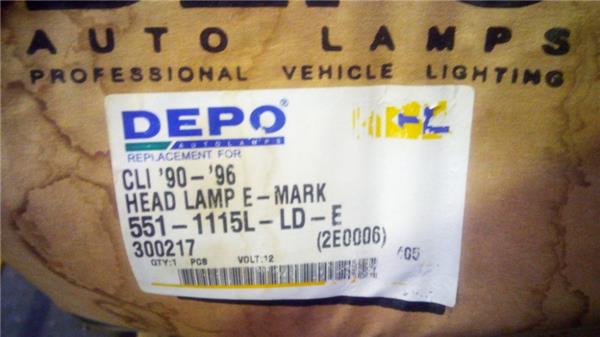 AUTO LAMPS
PROFESSIONAL VEHICLE LIGHTING
DEPO®
AUTOLAMPS
REPLACEMENT FOR
CLI '90-'96
HEAD LAMP E-MARK
551-1115L-LD-E
300217 (2E0006)
QTY:1 PCS VOLT:12